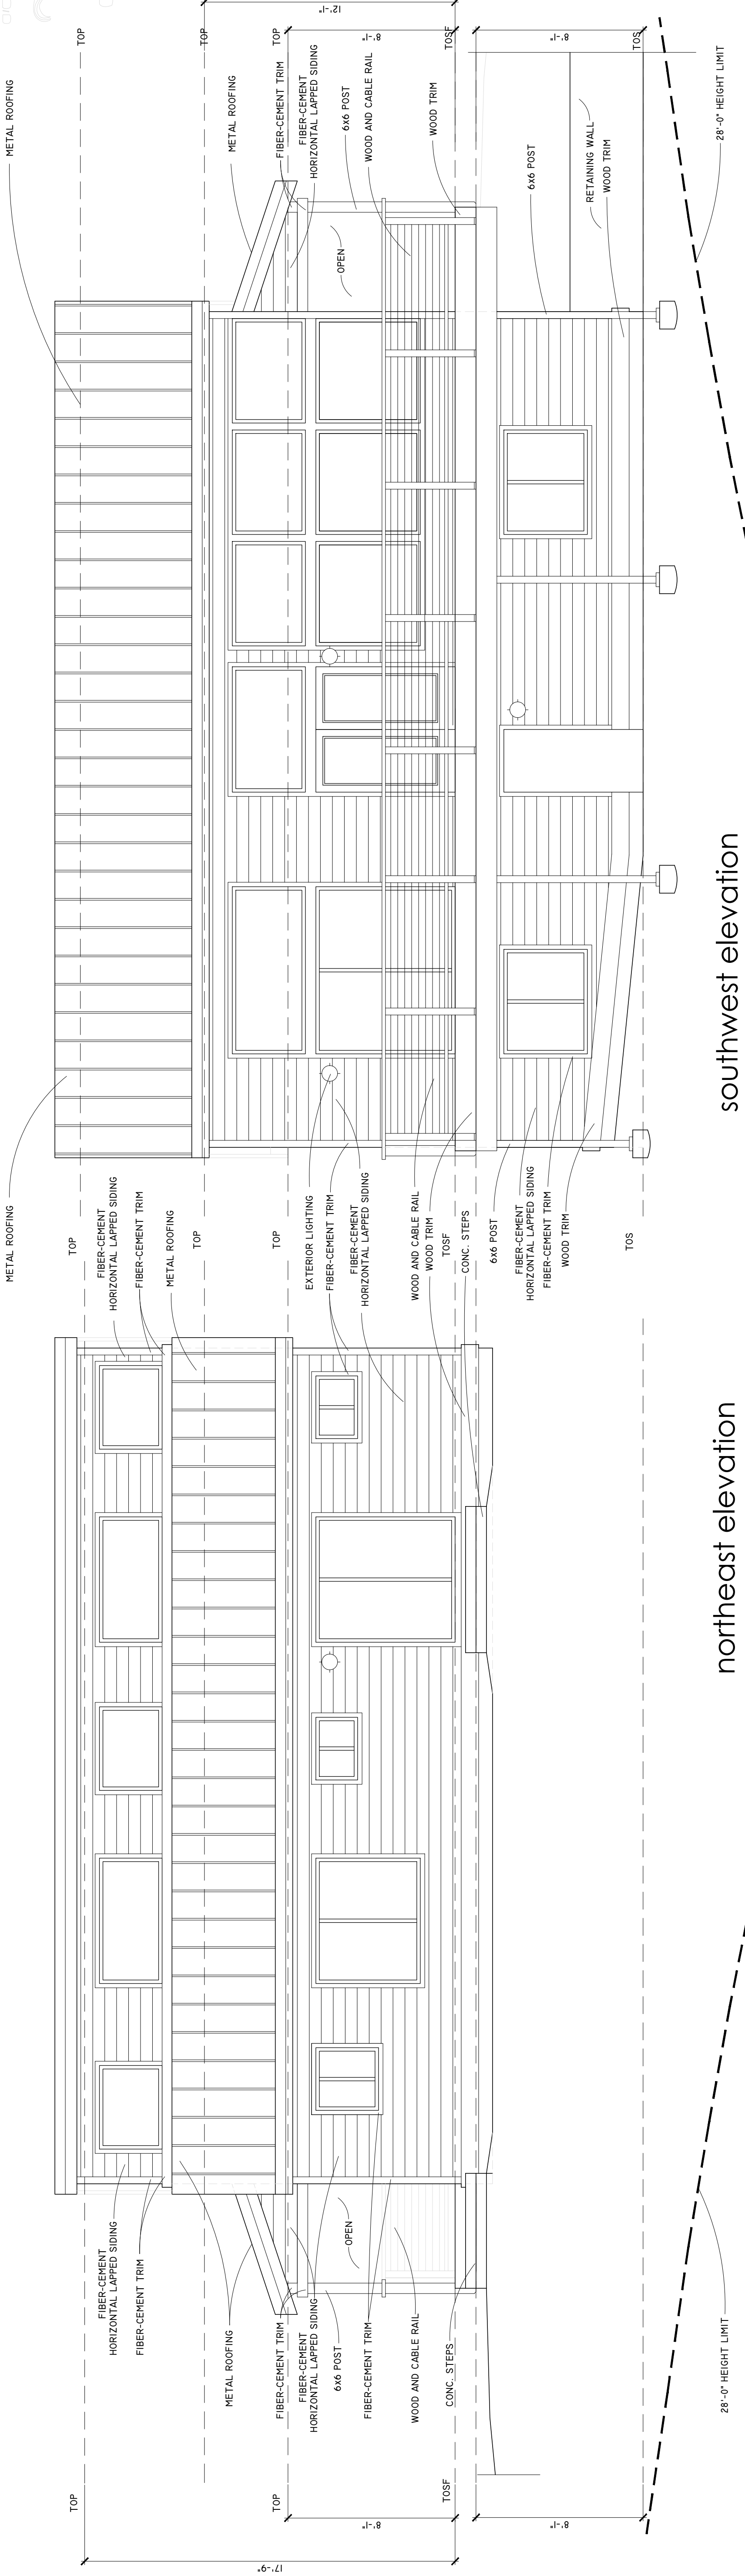 METAL ROOFING
METAL ROOFING
TOP
TOP
TOP
TOSF
TOS
12'-1"
8'-1"
8'-1"
METAL ROOFING
FIBER-CEMENT TRIM
FIBER-CEMENT
HORIZONTAL LAPPED SIDING
6x6 POST
WOOD AND CABLE RAIL
WOOD TRIM
OPEN
6x6 POST
RETAINING WALL
WOOD TRIM
28'-0" HEIGHT LIMIT
southwest elevation
TOP
TOP
TOP
EXTERIOR LIGHTING
FIBER-CEMENT TRIM
FIBER-CEMENT
HORIZONTAL LAPPED SIDING
WOOD AND CABLE RAIL
WOOD TRIM
TOSF
CONC. STEPS
6x6 POST
FIBER-CEMENT
HORIZONTAL LAPPED SIDING
FIBER-CEMENT TRIM
WOOD TRIM
TOS
FIBER-CEMENT
HORIZONTAL LAPPED SIDING
FIBER-CEMENT TRIM
METAL ROOFING
northeast elevation
FIBER-CEMENT
HORIZONTAL LAPPED SIDING
FIBER-CEMENT TRIM
METAL ROOFING
FIBER-CEMENT TRIM
FIBER-CEMENT
HORIZONTAL LAPPED SIDING
6x6 POST
OPEN
FIBER-CEMENT TRIM
WOOD AND CABLE RAIL
CONC. STEPS
28'-0" HEIGHT LIMIT
TOP
TOP
TOSF
17'-9"
8'-1"
8'-1"